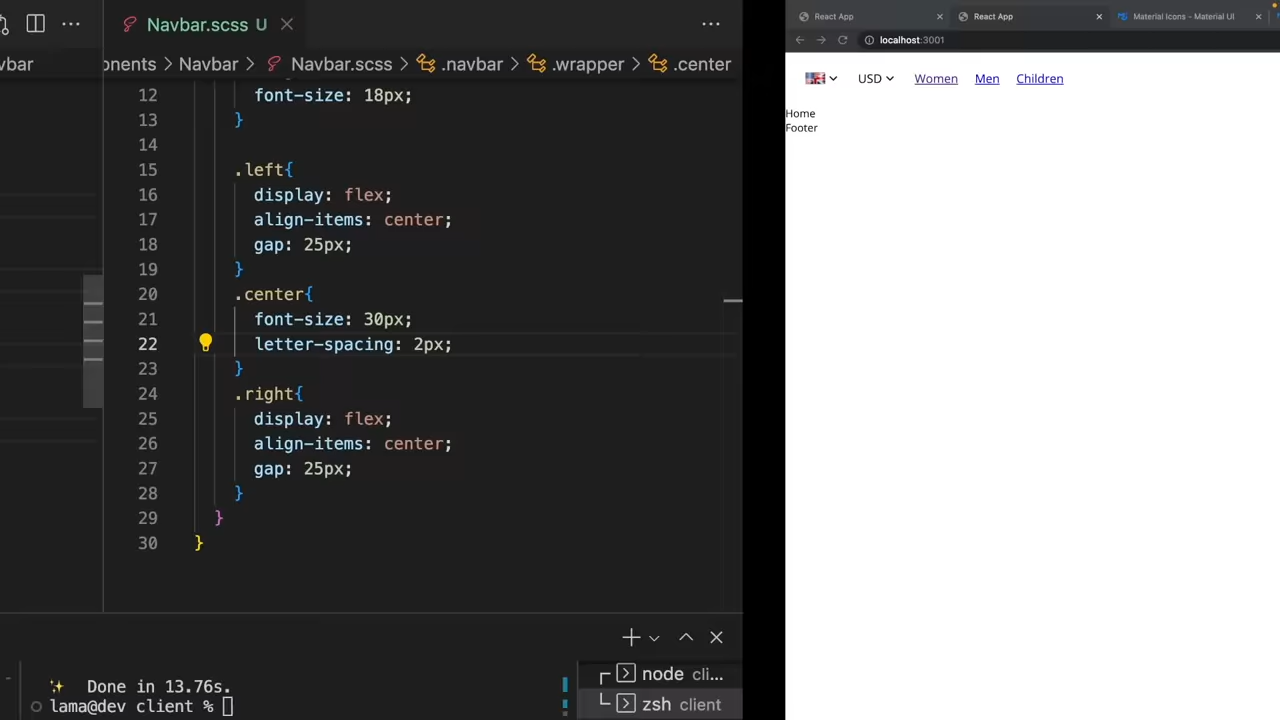 Navbar.scss U
vbar
onents > Navbar > Navbar.scss > .navbar > .wrapper > .center
12 font-size: 18px;
13 }
14
15 .left{
16 display: flex;
17 align-items: center;
18 gap: 25px;
19 }
20 .center{
21 font-size: 30px;
22 letter-spacing: 2px;
23 }
24 .right{
25 display: flex;
26 align-items: center;
27 gap: 25px;
28 }
29 }
30 }
✨ Done in 13.76s.
lama@dev client %
node cli...
zsh client
React App
React App
Material Icons - Material UI
localhost:3001
USD
Women
Men
Children
Home
Footer